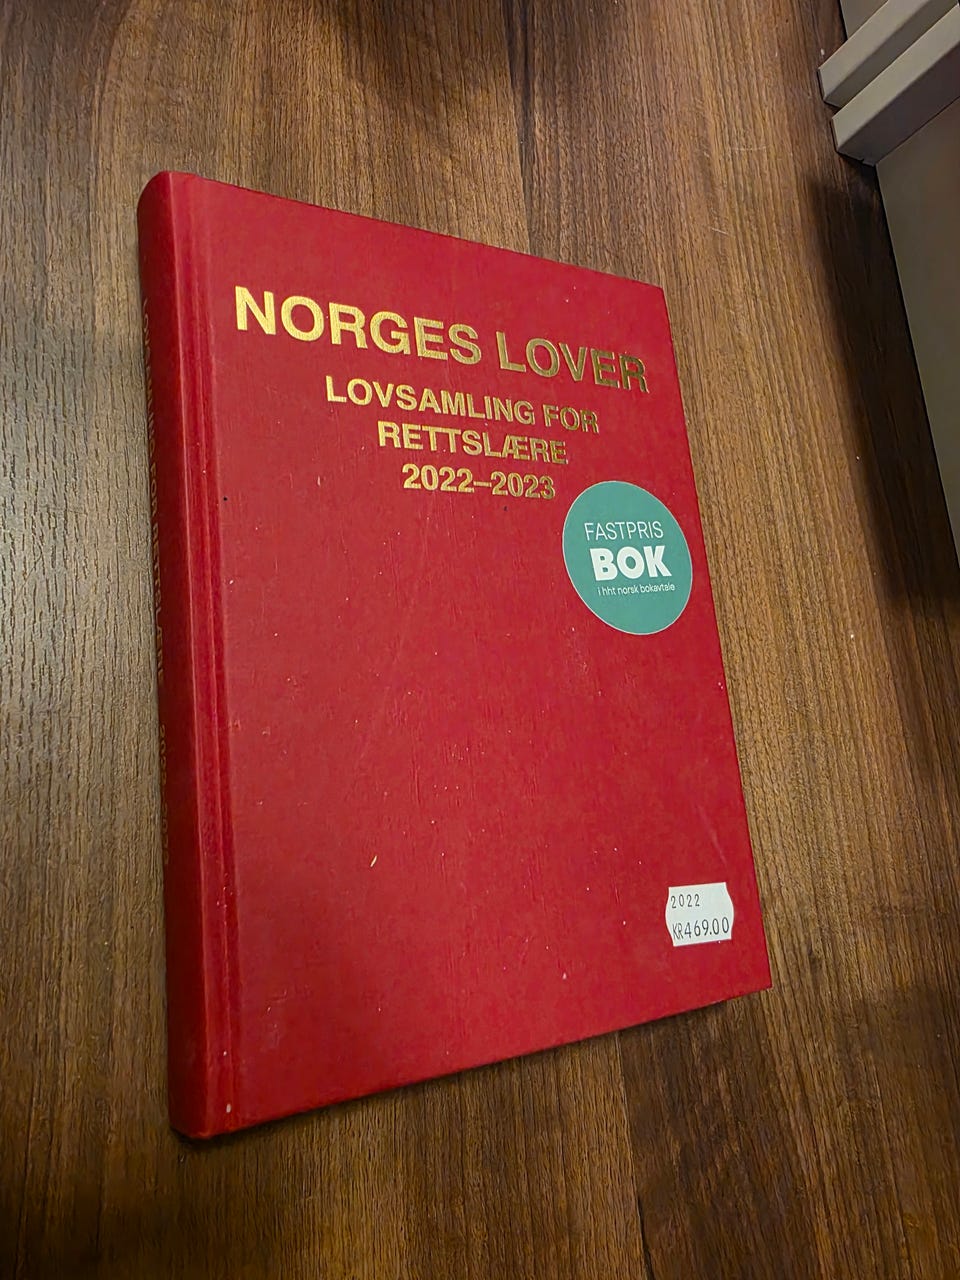 NORGES LOVER
LOVSAMLING FOR
RETTSLÆRE
2022–2023
FASTPRIS
BOK
i hht norsk bokavtale
2022
KR469.00